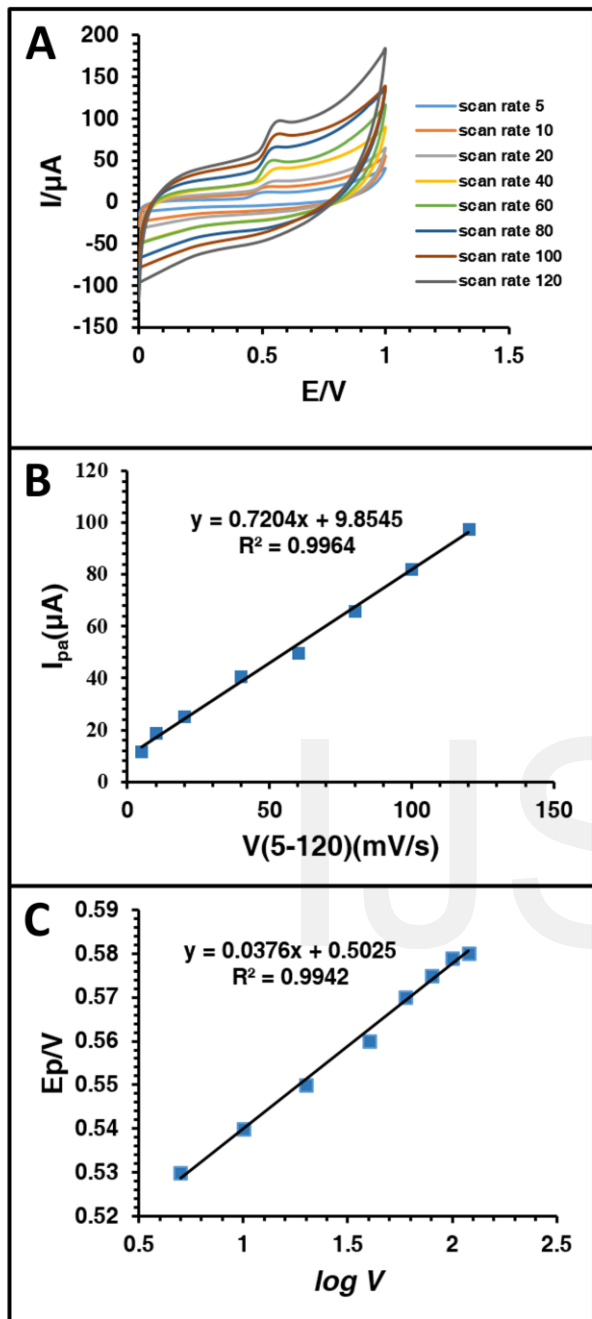 A
200
150
100
50
0
-50
-100
-150
I/µA
0
0.5
1
1.5
E/V
scan rate 5
scan rate 10
scan rate 20
scan rate 40
scan rate 60
scan rate 80
scan rate 100
scan rate 120
B
120
100
80
60
40
20
0
Ipa(µA)
y = 0.7204x + 9.8545
R² = 0.9964
0
50
100
150
V(5-120)(mV/s)
C
0.59
0.58
0.57
0.56
0.55
0.54
0.53
0.52
Ep/V
y = 0.0376x + 0.5025
R² = 0.9942
0.5
1
1.5
2
2.5
log V
IJS